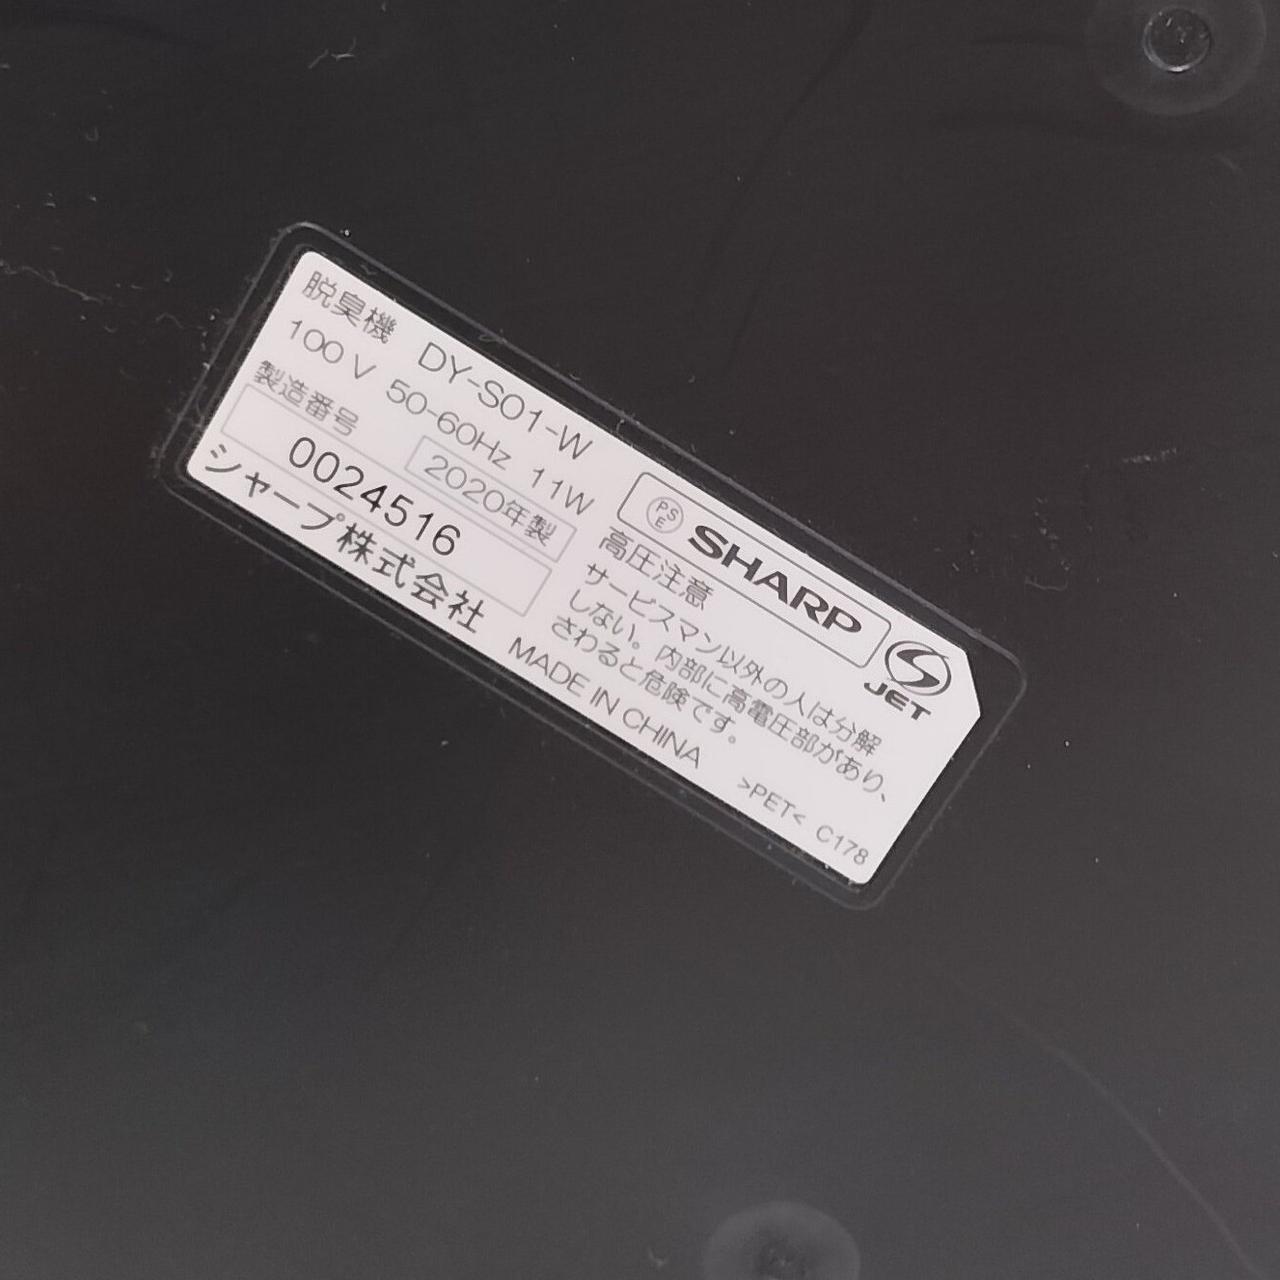 脱臭機 DY-S01-W
100 V 50-60Hz 11W
製造番号 2020年製
0024516
シャープ株式会社
PS
E
SHARP
JET
高圧注意
サービスマン以外の人は分解
しない。内部に高電圧部があり、
さわると危険です。
MADE IN CHINA
>PET< C178